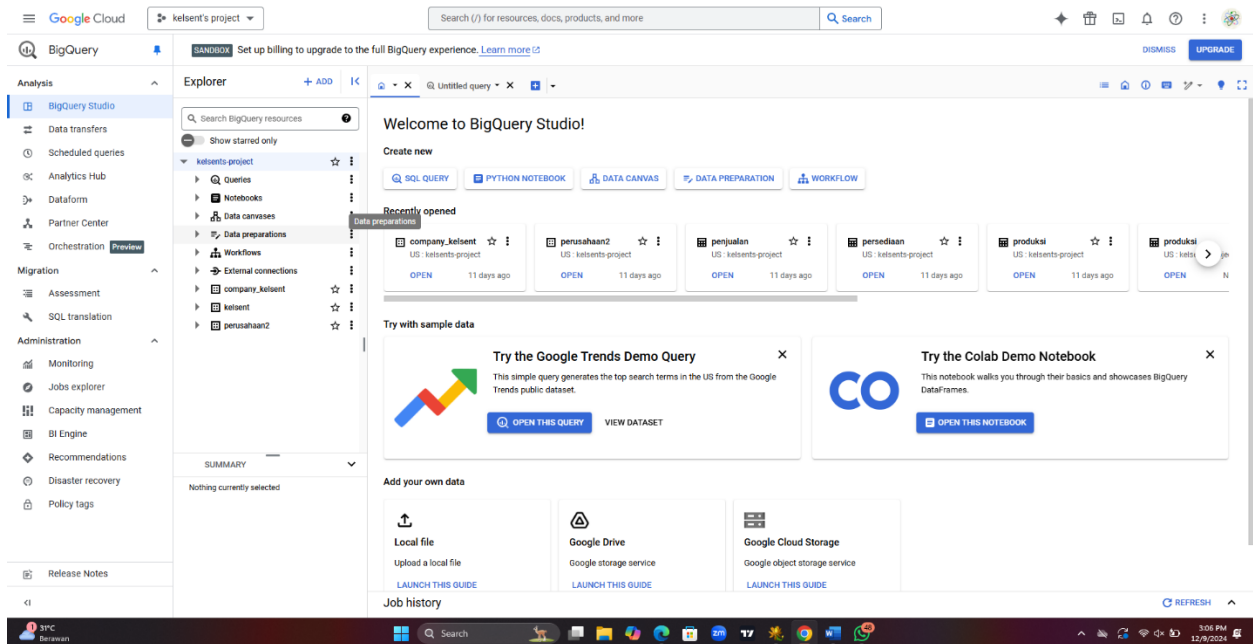 Google Cloud
kelsent's project
Search (/) for resources, docs, products, and more
Search
BigQuery
SANDBOX Set up billing to upgrade to the full BigQuery experience. Learn more
DISMISS
UPGRADE
Analysis
BigQuery Studio
Data transfers
Scheduled queries
Analytics Hub
Dataform
Partner Center
Orchestration Preview
Migration
Assessment
SQL translation
Administration
Monitoring
Jobs explorer
Capacity management
BI Engine
Recommendations
Disaster recovery
Policy tags
Release Notes
Explorer
+ ADD
Search BigQuery resources
Show starred only
kelsents-project
Queries
Notebooks
Data canvases
Data preparations
Workflows
External connections
company_kelsent
kelsent
perusahaan2
Data preparations
SUMMARY
Nothing currently selected
Untitled query
Welcome to BigQuery Studio!
Create new
SQL QUERY
PYTHON NOTEBOOK
DATA CANVAS
DATA PREPARATION
WORKFLOW
Recently opened
company_kelsent
US : kelsents-project
OPEN 11 days ago
perusahaan2
US : kelsents-project
OPEN 11 days ago
penjualan
US : kelsents-project
OPEN 11 days ago
persediaan
US : kelsents-project
OPEN 11 days ago
produksi
US : kelsents-project
OPEN 11 days ago
produksi
US : kels
OPEN N
Try with sample data
Try the Google Trends Demo Query
This simple query generates the top search terms in the US from the Google
Trends public dataset.
OPEN THIS QUERY
VIEW DATASET
Try the Colab Demo Notebook
This notebook walks you through their basics and showcases BigQuery
DataFrames.
OPEN THIS NOTEBOOK
Add your own data
Local file
Upload a local file
LAUNCH THIS GUIDE
Google Drive
Google storage service
LAUNCH THIS GUIDE
Google Cloud Storage
Google object storage service
LAUNCH THIS GUIDE
Job history
REFRESH
1
31°C
Berawan
Search
zm
17
48
3:06 PM
12/9/2024